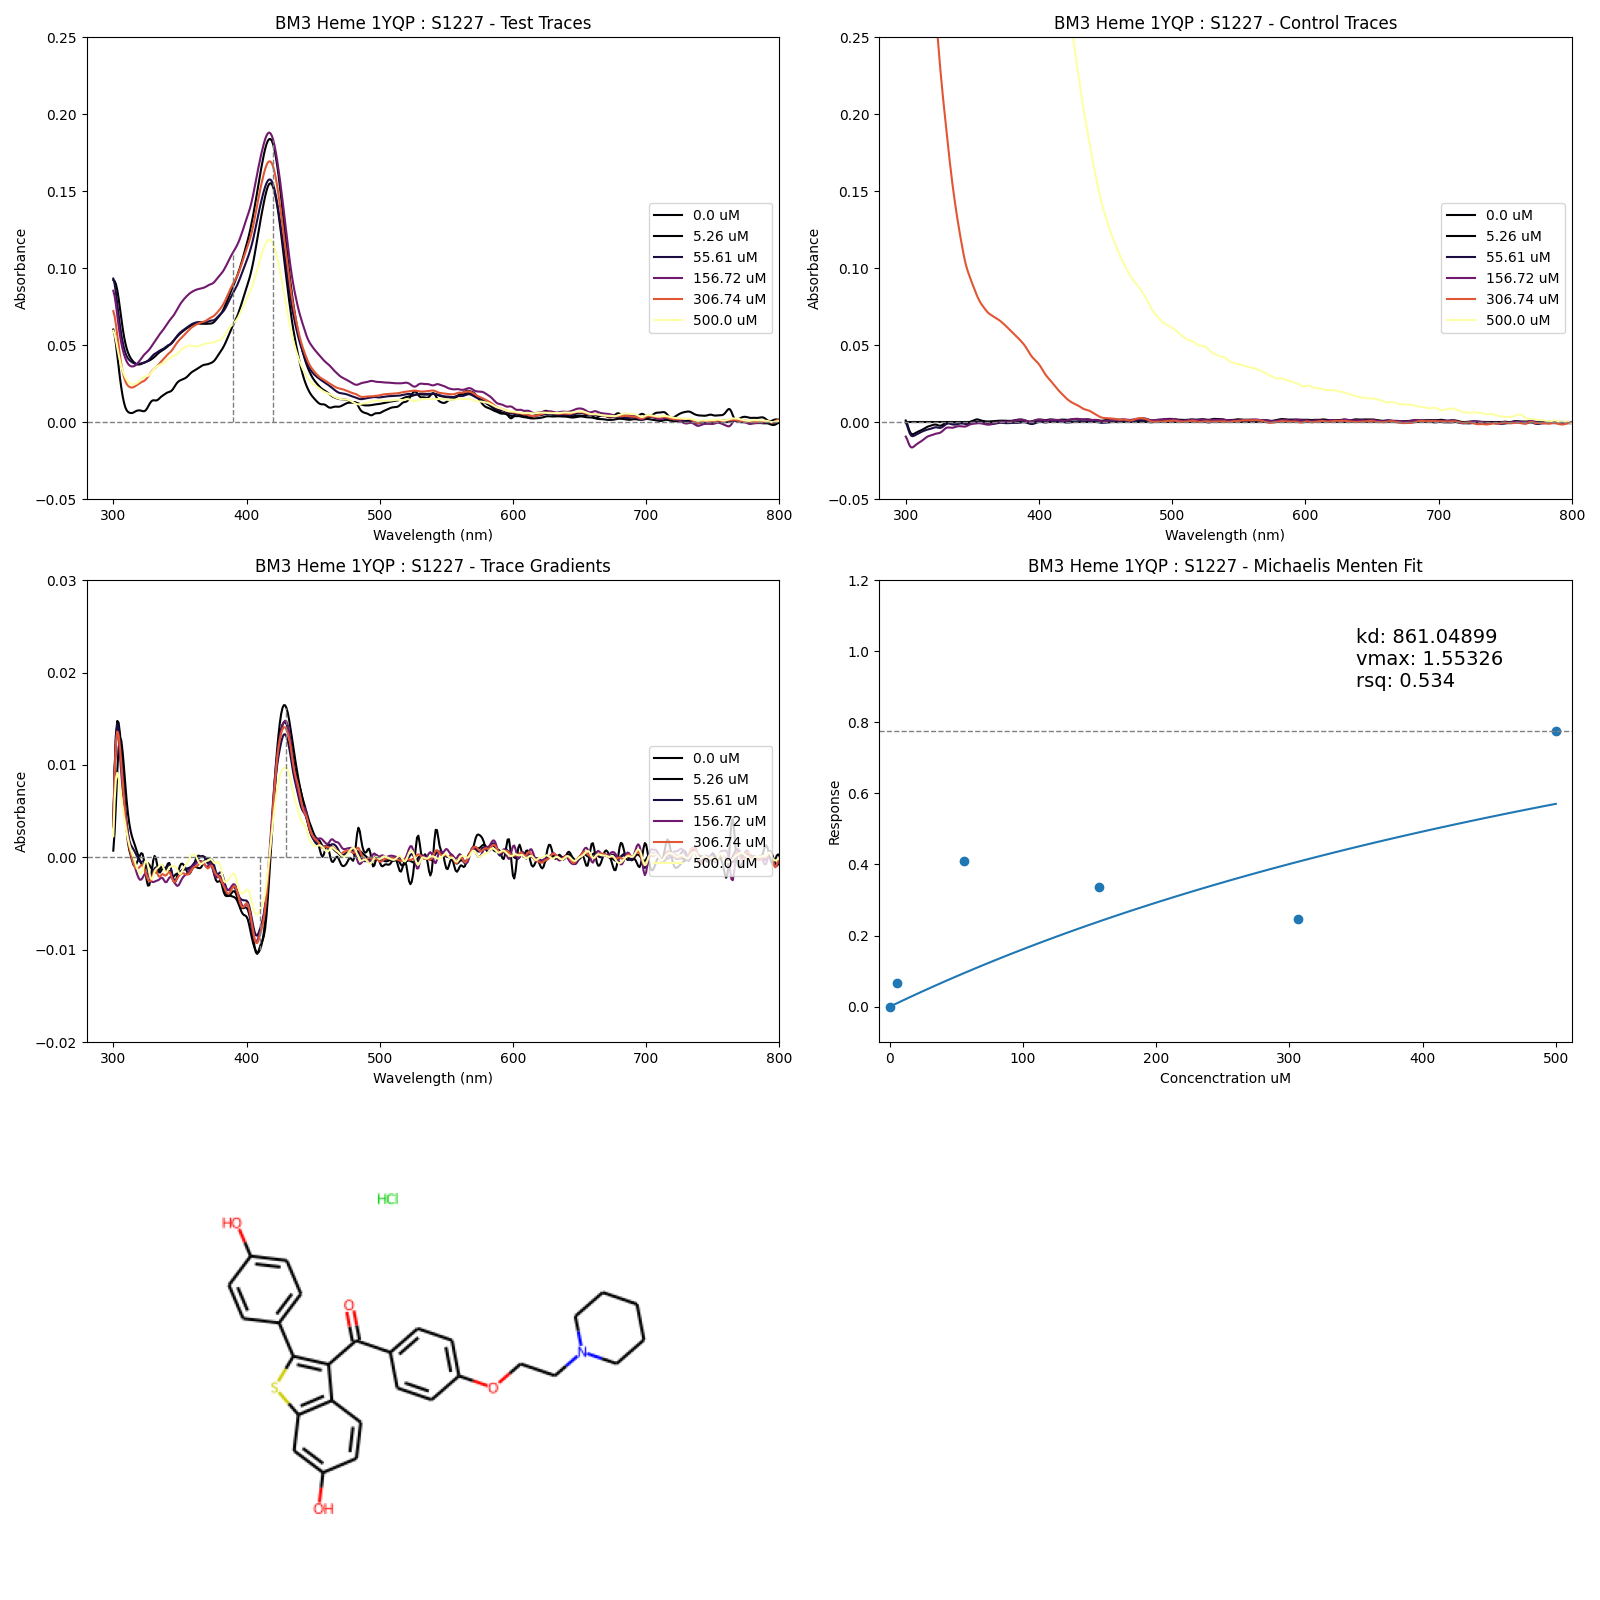 BM3 Heme 1YQP : S1227 - Test Traces
0.25
0.20
0.15
0.10
0.05
0.00
−0.05
Absorbance
300 400 500 600 700 800
Wavelength (nm)
0.0 uM
5.26 uM
55.61 uM
156.72 uM
306.74 uM
500.0 uM
BM3 Heme 1YQP : S1227 - Control Traces
0.25
0.20
0.15
0.10
0.05
0.00
−0.05
Absorbance
300 400 500 600 700 800
Wavelength (nm)
0.0 uM
5.26 uM
55.61 uM
156.72 uM
306.74 uM
500.0 uM
BM3 Heme 1YQP : S1227 - Trace Gradients
0.03
0.02
0.01
0.00
−0.01
−0.02
Absorbance
300 400 500 600 700 800
Wavelength (nm)
0.0 uM
5.26 uM
55.61 uM
156.72 uM
306.74 uM
500.0 uM
BM3 Heme 1YQP : S1227 - Michaelis Menten Fit
1.2
1.0
0.8
0.6
0.4
0.2
0.0
Response
0 100 200 300 400 500
Concenctration uM
kd: 861.04899
vmax: 1.55326
rsq: 0.534
HCl
HO
O
N
S
O
OH